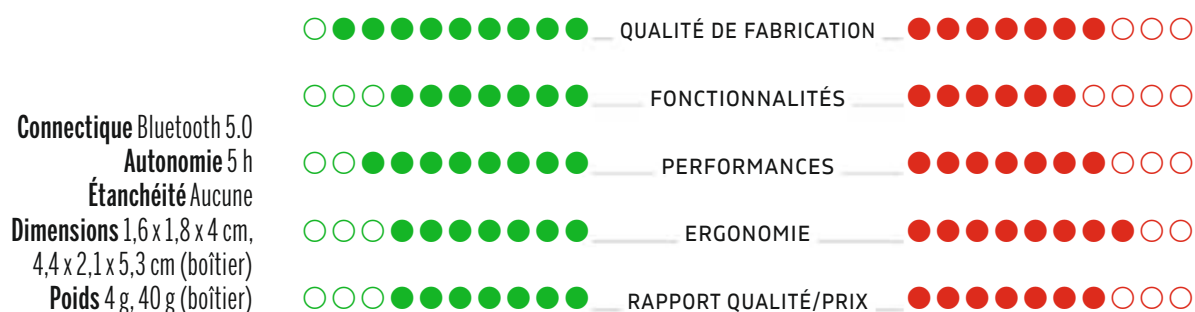 Connectique Bluetooth 5.0
Autonomie 5 h
Étanchéité Aucune
Dimensions 1,6 x 1,8 x 4 cm,
4,4 x 2,1 x 5,3 cm (boîtier)
Poids 4 g, 40 g (boîtier)
QUALITÉ DE FABRICATION
FONCTIONNALITÉS
PERFORMANCES
ERGONOMIE
RAPPORT QUALITÉ/PRIX